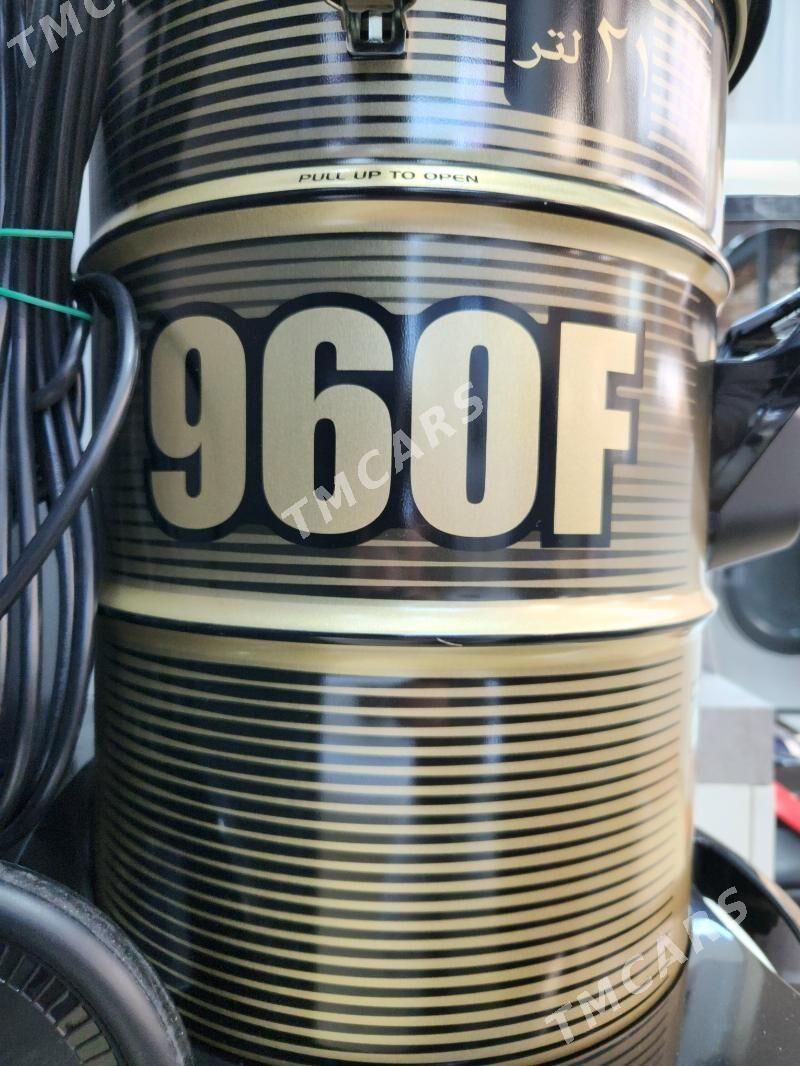 TMCARS
٢١ لتر
PULL UP TO OPEN
960F
TMCARS
TMCARS